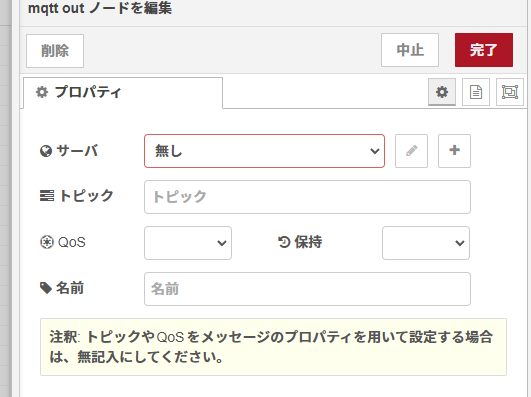 mqtt out ノードを編集
削除 中止 完了
プロパティ
サーバ 無し
トピック トピック
QoS 保持
名前 名前
注釈: トピックやQoSをメッセージのプロパティを用いて設定する場合
は、無記入にしてください。